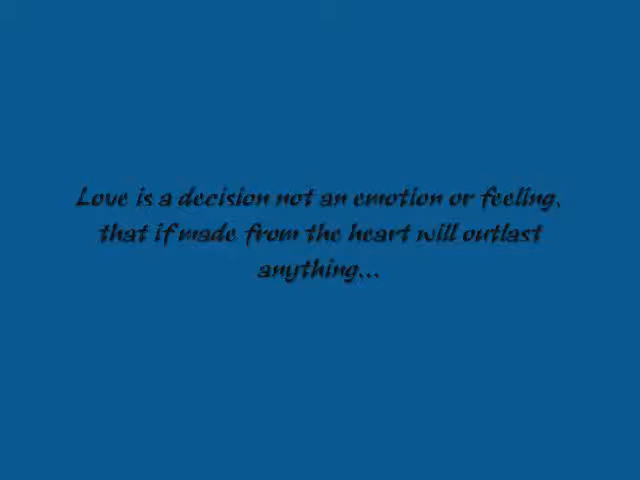 Love is a decision not an emotion or feeling,
that if made from the heart will outlast
anything...